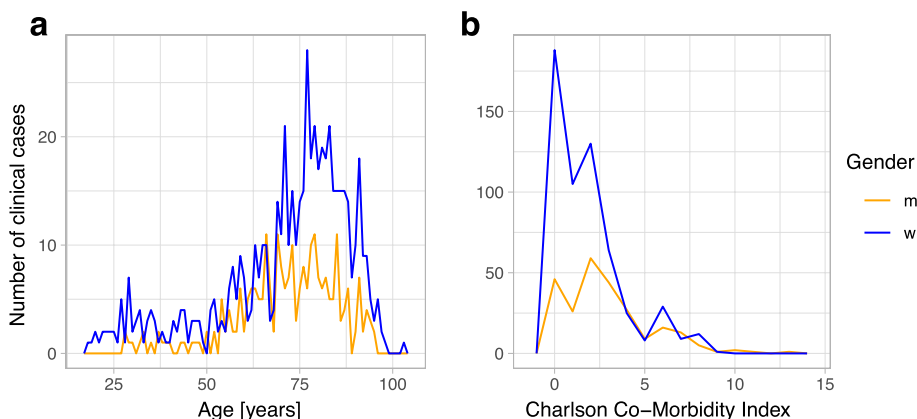 a
b
Number of clinical cases
20
10
0
25
50
75
100
Age [years]
150
100
50
0
0
5
10
15
Charlson Co−Morbidity Index
Gender
m
w